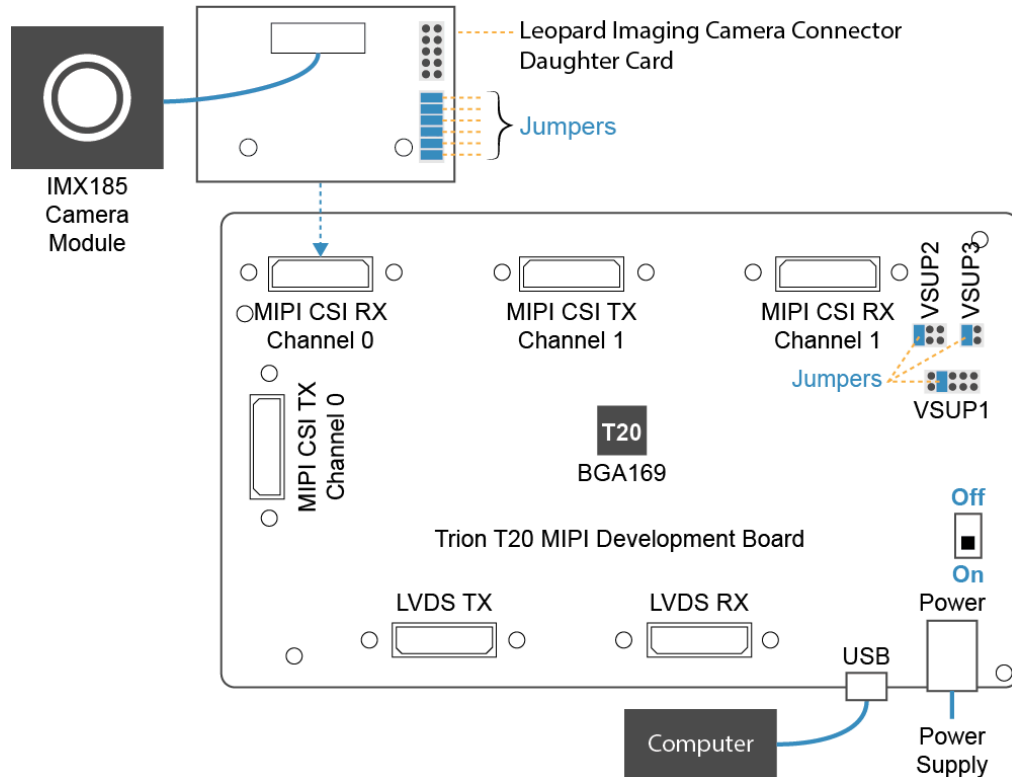 Leopard Imaging Camera Connector
Daughter Card
Jumpers
IMX185
Camera
Module
MIPI CSI RX
Channel 0
MIPI CSI TX
Channel 1
MIPI CSI RX
Channel 1
VSUP2
VSUP3
Jumpers
VSUP1
MIPI CSI TX
Channel 0
T20
BGA169
Trion T20 MIPI Development Board
Off
On
Power
LVDS TX
LVDS RX
USB
Computer
Power
Supply